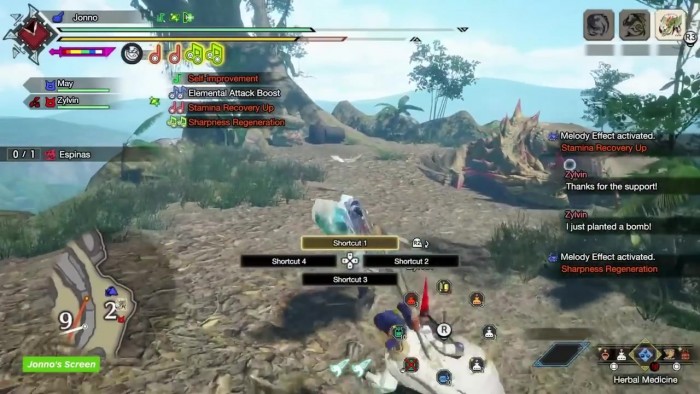 Jonno
R3
May
Zylvin
Self-improvement
Elemental Attack Boost
Stamina Recovery Up
Sharpness Regeneration
0 / 1 Espinas
Melody Effect activated.
Stamina Recovery Up
Zylvin
Thanks for the support!
Zylvin
I just planted a bomb!
Melody Effect activated.
Sharpness Regeneration
Shortcut 1
Shortcut 4
Shortcut 2
Shortcut 3
9
2
R
Jonno's Screen
Herbal Medicine